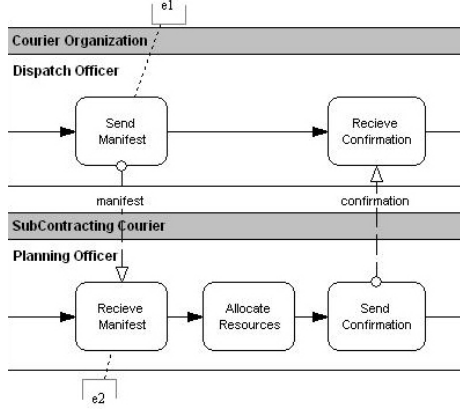 e1
Courier Organization
Dispatch Officer
Send
Manifest
Recieve
Confirmation
manifest
confirmation
SubContracting Courier
Planning Officer
Recieve
Manifest
Allocate
Resources
Send
Confirmation
e2